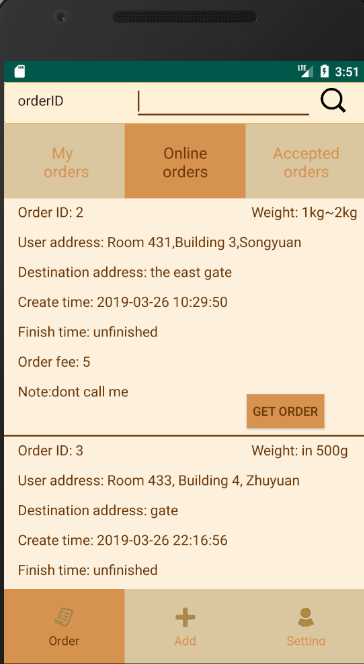 LTE 3:51
orderID
My
orders
Online
orders
Accepted
orders
Order ID: 2 Weight: 1kg~2kg
User address: Room 431,Building 3,Songyuan
Destination address: the east gate
Create time: 2019-03-26 10:29:50
Finish time: unfinished
Order fee: 5
Note:dont call me
GET ORDER
Order ID: 3 Weight: in 500g
User address: Room 433, Building 4, Zhuyuan
Destination address: gate
Create time: 2019-03-26 22:16:56
Finish time: unfinished
Order Add Setting